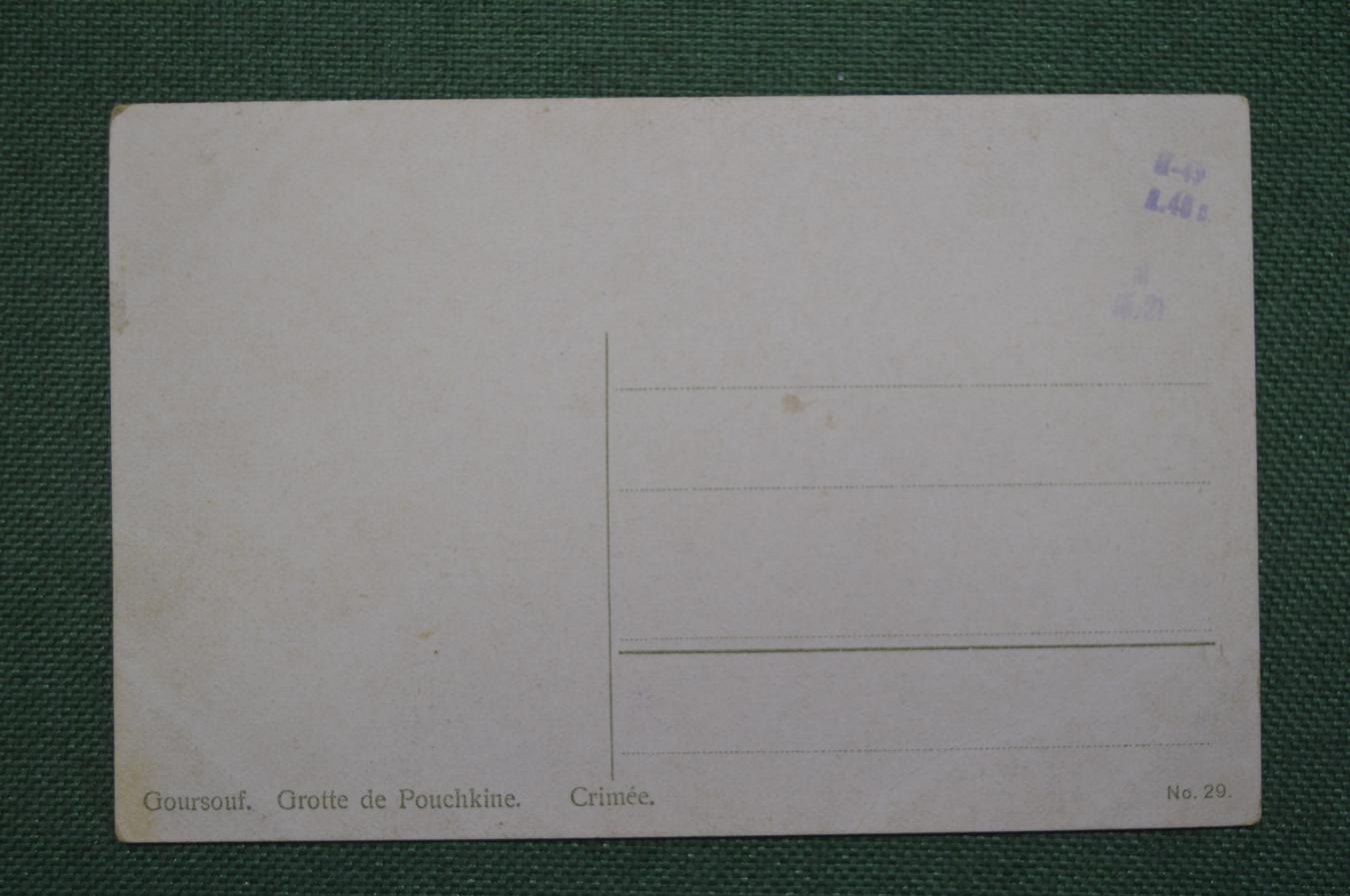 Goursouf. Grotte de Pouchkine. Crimée.
No. 29.